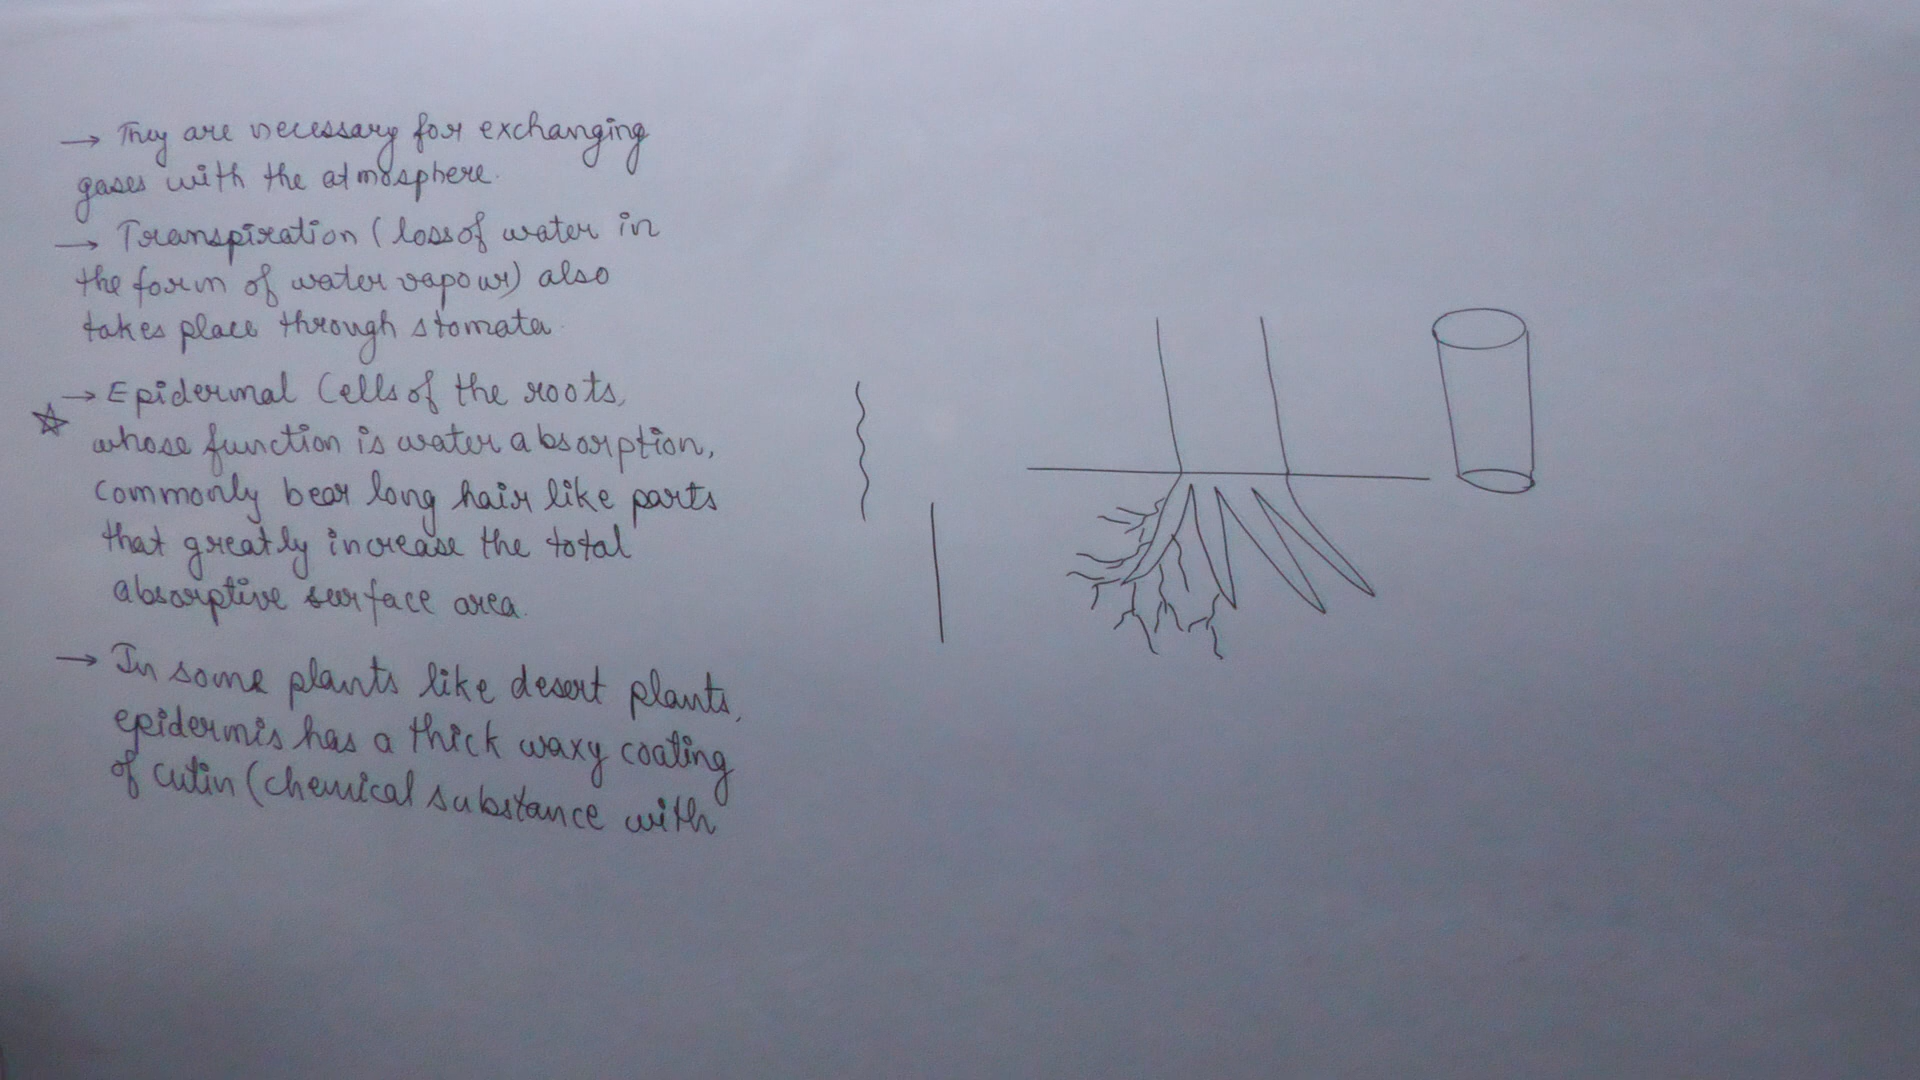 → They are necessary for exchanging
gases with the atmosphere.
→ Transpiration (loss of water in
the form of water vapour) also
takes place through stomata.
→ Epidermal Cells of the roots,
whose function is water absorption,
commonly bear long hair like parts
that greatly increase the total
absorptive surface area.
→ In some plants like desert plants,
epidermis has a thick waxy coating
of cutin (chemical substance with